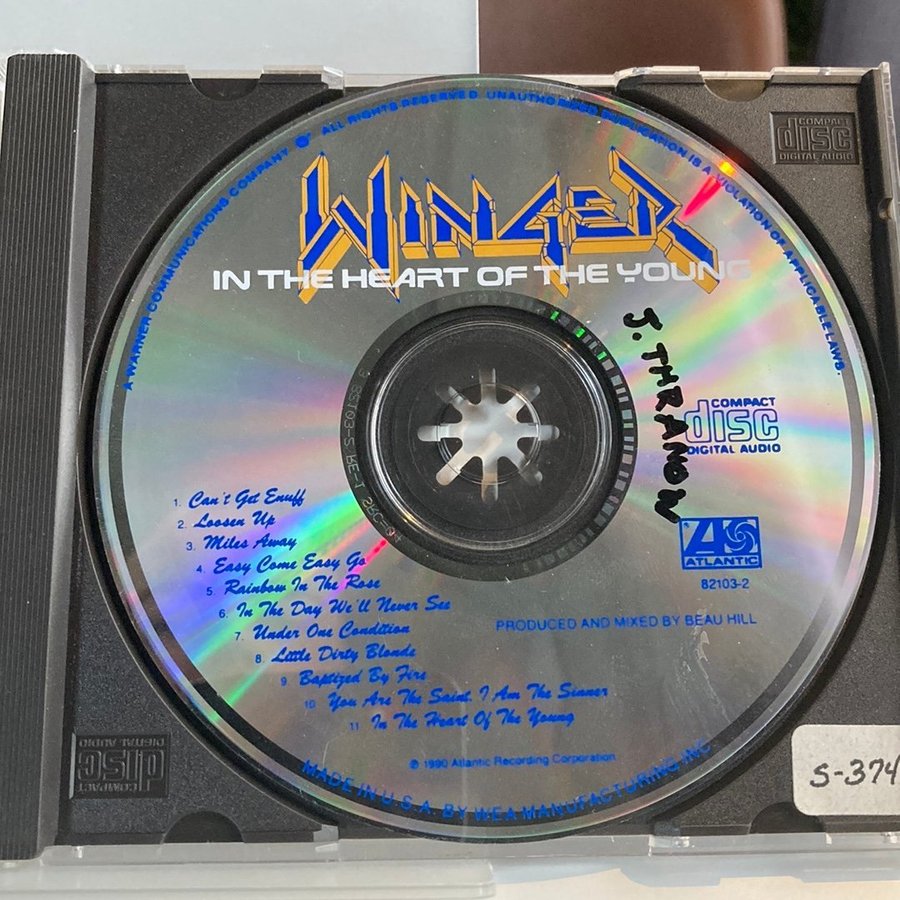 A WARNER COMMUNICATIONS COMPANY ALL RIGHTS RESERVED. UNAUTHORIZED DUPLICATION IS A VIOLATION OF APPLICABLE LAWS.
COMPACT
disc
DIGITAL AUDIO
WINGER
IN THE HEART OF THE YOUNG
J. THRANOW
COMPACT
disc
DIGITAL AUDIO
ATLANTIC
82103-2
PRODUCED AND MIXED BY BEAU HILL
1. Can't Get Enuff
2. Loosen Up
3. Miles Away
4. Easy Come Easy Go
5. Rainbow In The Rose
6. In The Day We'll Never See
7. Under One Condition
8. Little Dirty Blonde
9. Baptized By Fire
10 You Are The Saint, I Am The Sinner
11. In The Heart Of The Young
℗ 1990 Atlantic Recording Corporation
MADE IN U.S.A. BY WEA MANUFACTURING INC.
COMPACT
disc
DIGITAL AUDIO
S-374